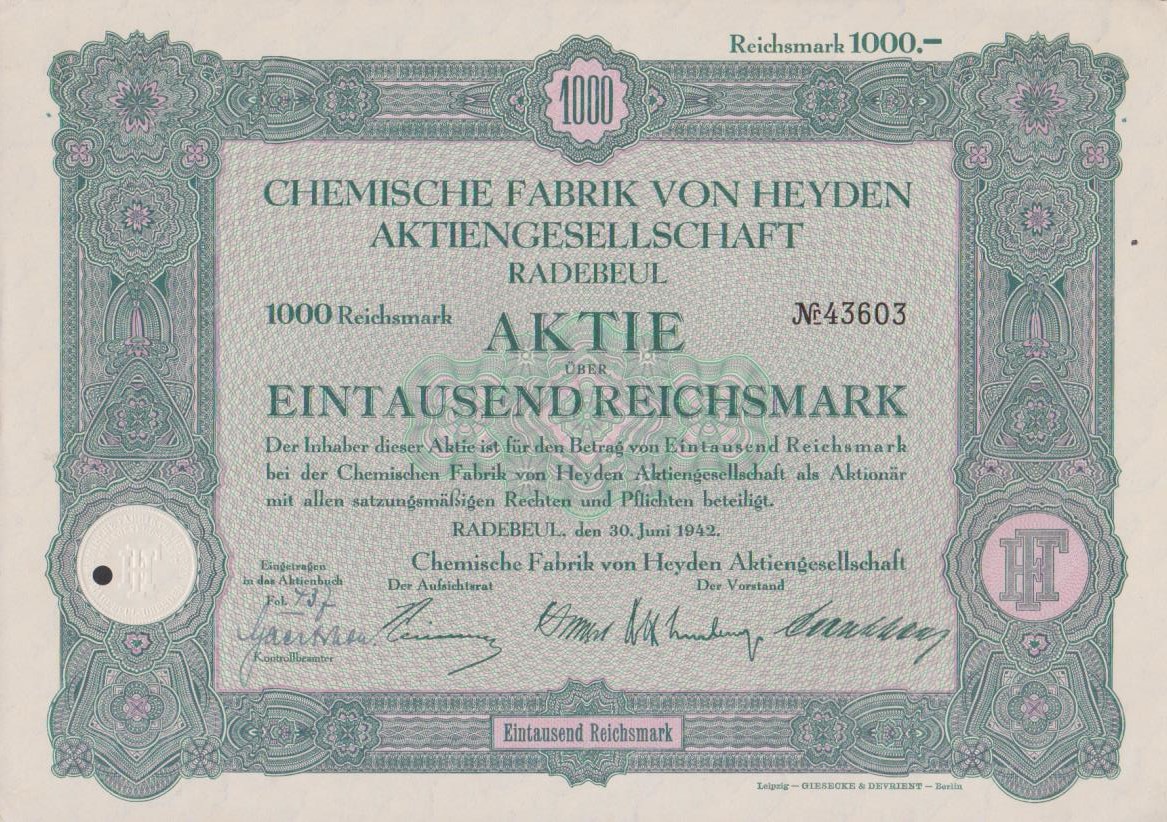 Reichsmark 1000.–
1000
CHEMISCHE FABRIK VON HEYDEN
AKTIENGESELLSCHAFT
RADEBEUL
1000 Reichsmark
AKTIE
№ 43603
ÜBER
EINTAUSEND REICHSMARK
Der Inhaber dieser Aktie ist für den Betrag von Eintausend Reichsmark
bei der Chemischen Fabrik von Heyden Aktiengesellschaft als Aktionär
mit allen satzungsmäßigen Rechten und Pflichten beteiligt.
RADEBEUL, den 30. Juni 1942.
Chemische Fabrik von Heyden Aktiengesellschaft
Eingetragen
in das Aktienbuch
Fol. 737
Kontrollbeamter
Der Aufsichtsrat
Der Vorstand
Eintausend Reichsmark
Leipzig — GIESECKE & DEVRIENT — Berlin